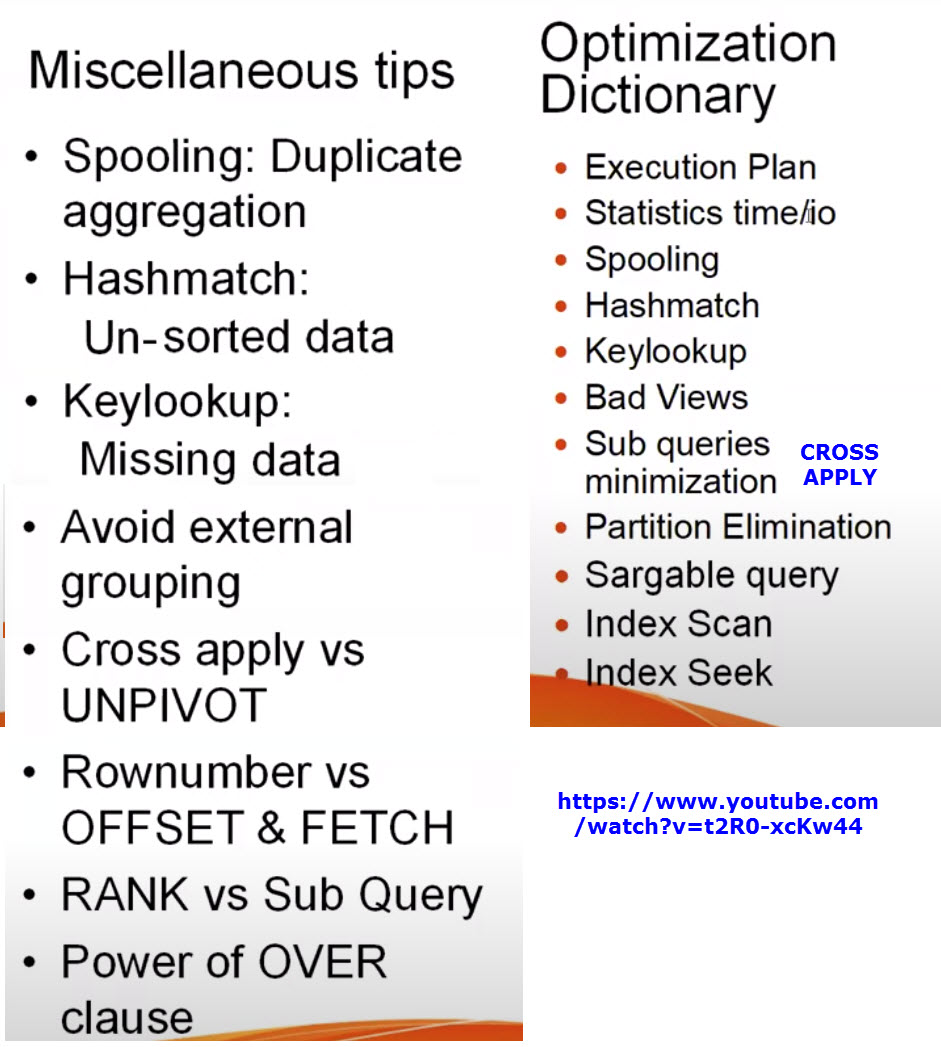 Miscellaneous tips
• Spooling: Duplicate
aggregation
• Hashmatch:
Un-sorted data
• Keylookup:
Missing data
• Avoid external
grouping
• Cross apply vs
UNPIVOT
• Rownumber vs
OFFSET & FETCH
• RANK vs Sub Query
• Power of OVER
clause
Optimization
Dictionary
• Execution Plan
• Statistics time/io
• Spooling
• Hashmatch
• Keylookup
• Bad Views
• Sub queries
minimization
CROSS
APPLY
• Partition Elimination
• Sargable query
• Index Scan
• Index Seek
https://www.youtube.com
/watch?v=t2R0-xcKw44